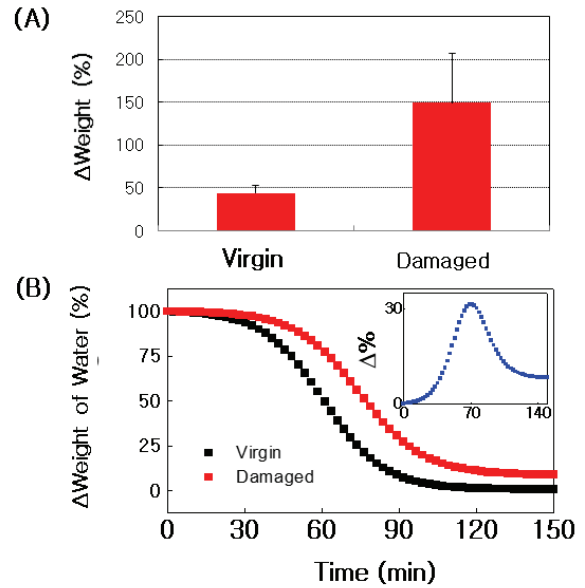 (A)
ΔWeight (%)
250
200
150
100
50
0
Virgin
Damaged
(B)
ΔWeight of Water (%)
100
75
50
25
0
Virgin
Damaged
Δ%
30
0
0
70
140
0
30
60
90
120
150
Time (min)